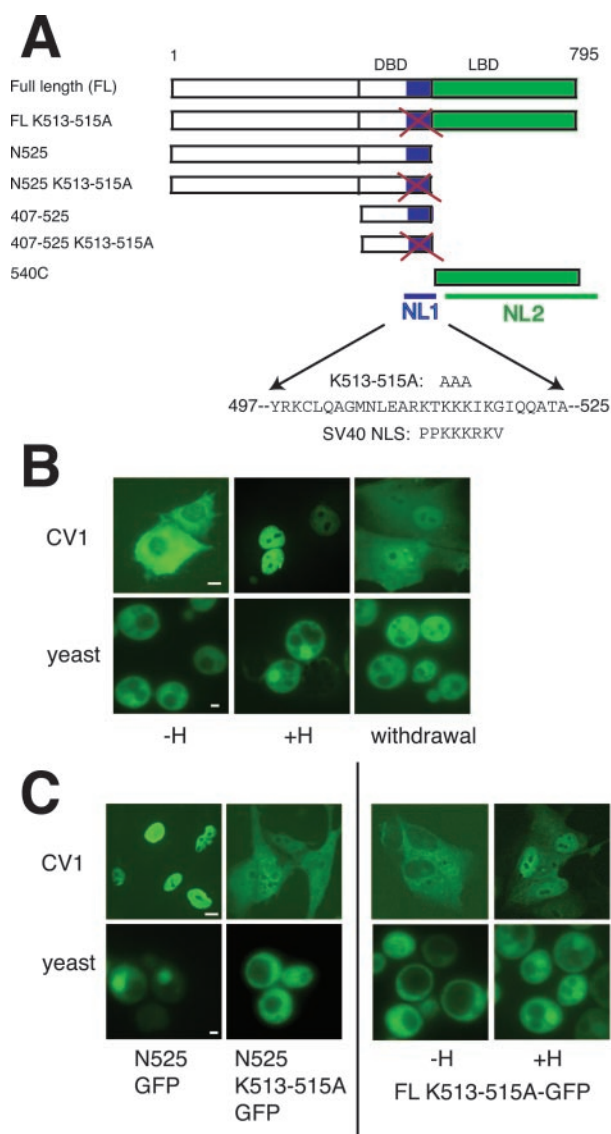 A
1
795
DBD
LBD
Full length (FL)
FL K513-515A
N525
N525 K513-515A
407-525
407-525 K513-515A
540C
NL1
NL2
K513-515A: AAA
497--YRKCLQAGMNLEARKTKKKIKGIQQATA--525
SV40 NLS: PPKKKRKV
B
CV1
yeast
-H
+H
withdrawal
C
CV1
yeast
N525
GFP
N525
K513-515A
GFP
-H
+H
FL K513-515A-GFP